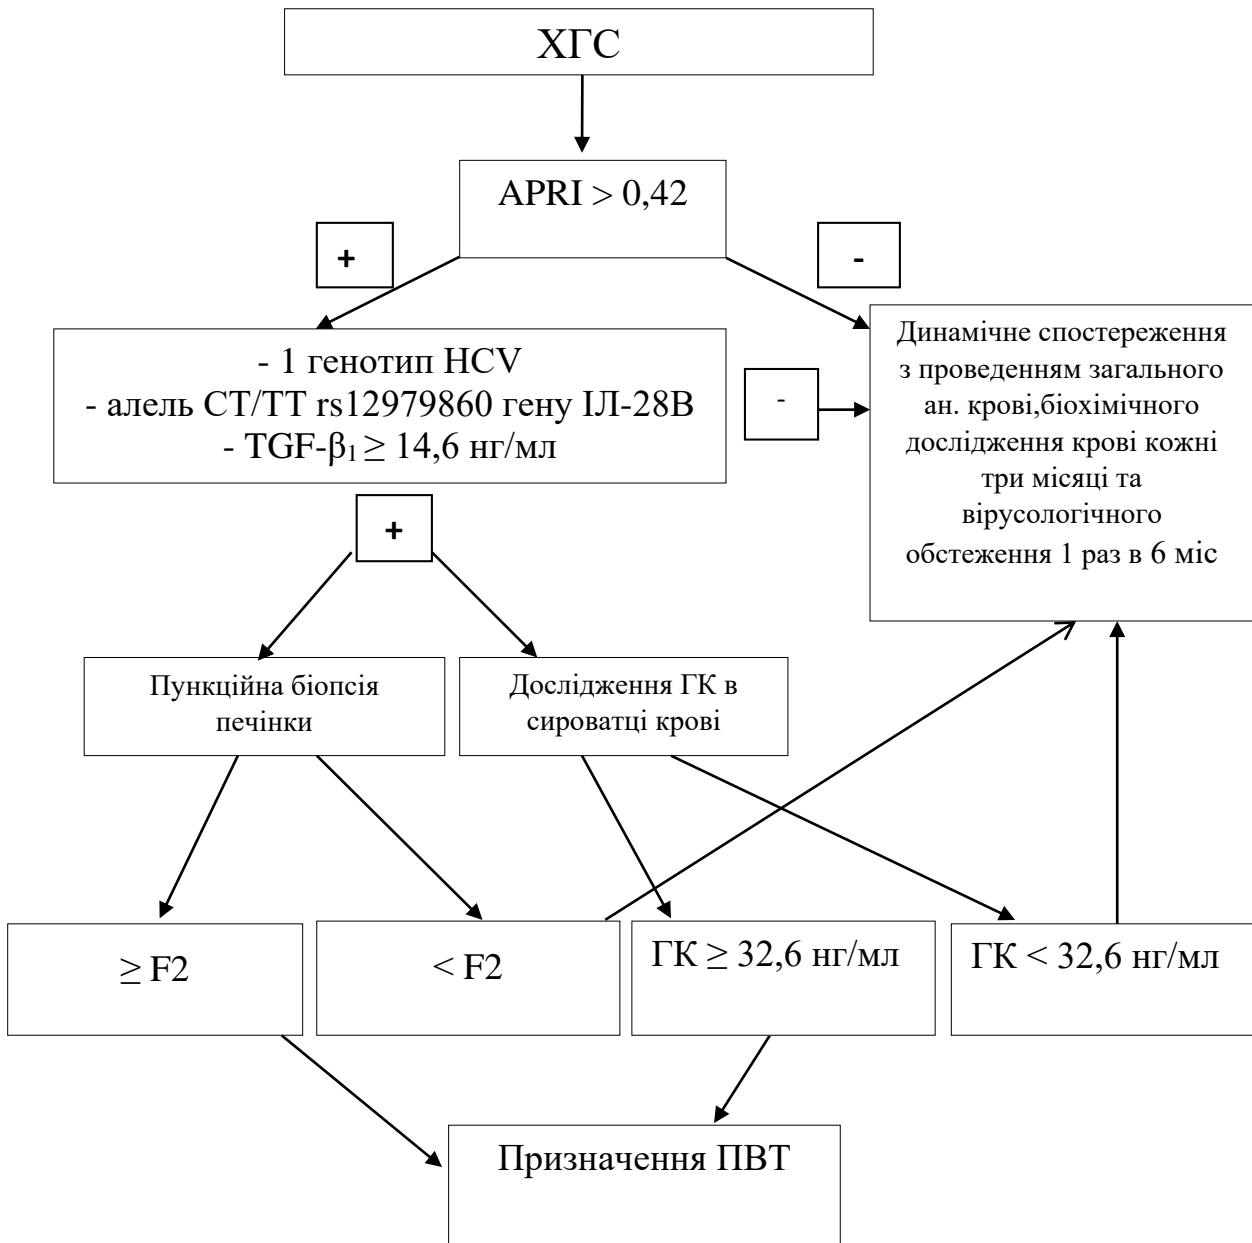 ХГС
APRI > 0,42
+
-
- 1 генотип HCV
- алель СТ/ТТ rs12979860 гену ІЛ-28В
- TGF-β₁ ≥ 14,6 нг/мл
-
Динамічне спостереження
з проведенням загального
ан. крові,біохімічного
дослідження крові кожні
три місяці та
вірусологічного
обстеження 1 раз в 6 міс
+
Пункційна біопсія
печінки
Дослідження ГК в
сироватці крові
≥ F2
< F2
ГК ≥ 32,6 нг/мл
ГК < 32,6 нг/мл
Призначення ПВТ